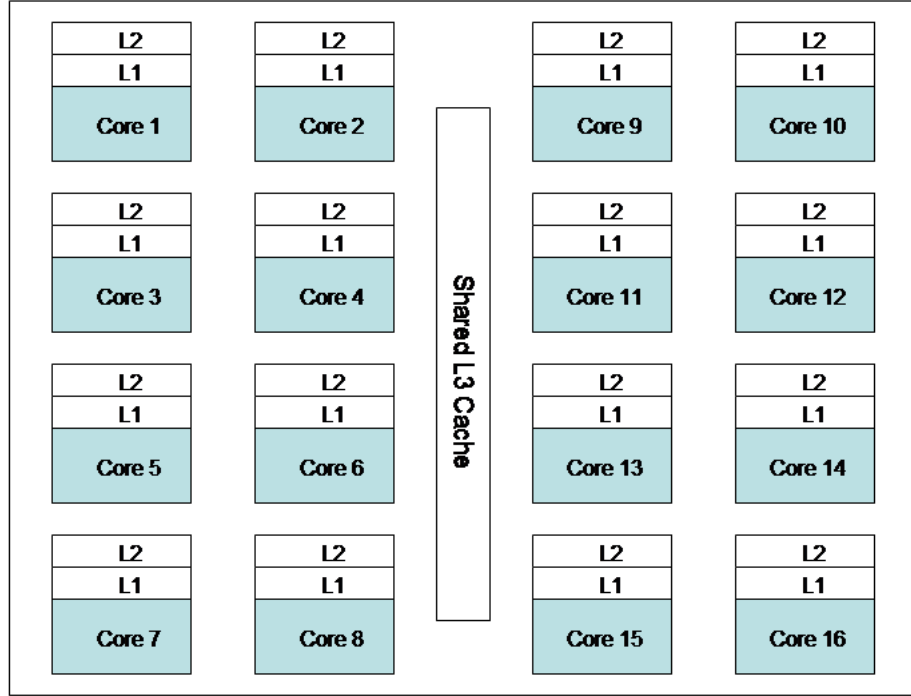 L2
L1
Core 1
L2
L1
Core 2
L2
L1
Core 3
L2
L1
Core 4
L2
L1
Core 5
L2
L1
Core 6
L2
L1
Core 7
L2
L1
Core 8
Shared L3 Cache
L2
L1
Core 9
L2
L1
Core 10
L2
L1
Core 11
L2
L1
Core 12
L2
L1
Core 13
L2
L1
Core 14
L2
L1
Core 15
L2
L1
Core 16